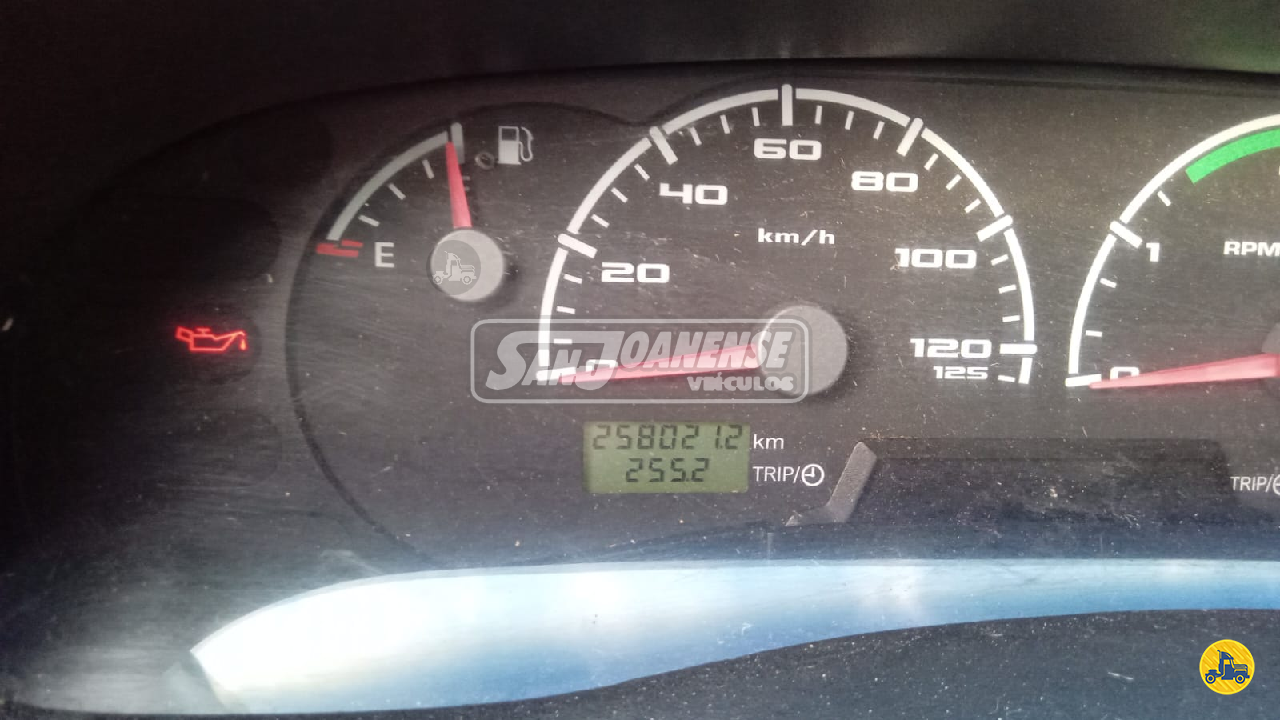 E
0
20
40
60
80
100
120
125
km/h
258021.2 km
255.2 TRIP/
SANJOANENSE
VEÍCULOS
0
1
RPM
TRIP/